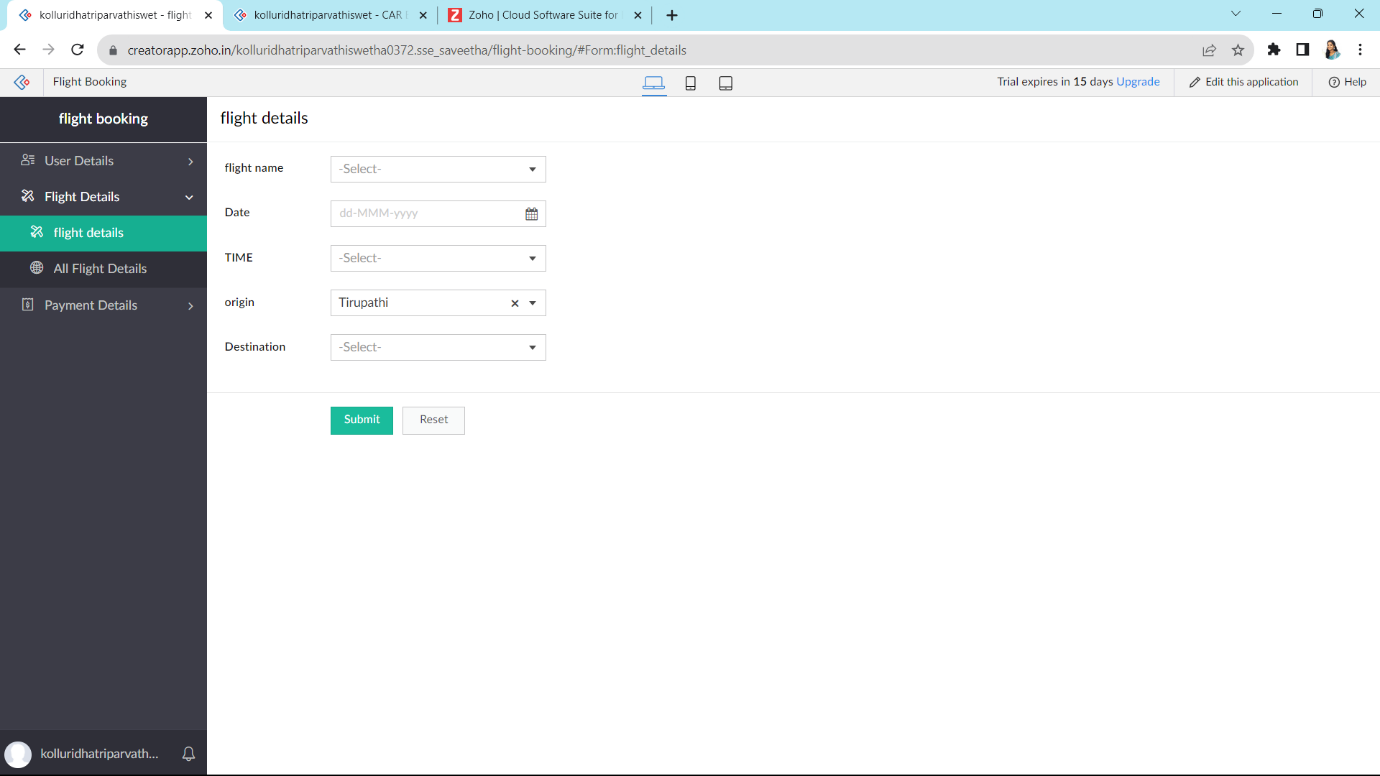 kolluridhatriparvathiswet - flight
kolluridhatriparvathiswet - CAR
Zoho | Cloud Software Suite for
creatorapp.zoho.in/kolluridhatriparvathiswetha0372.sse_saveetha/flight-booking/#Form:flight_details
Flight Booking
Trial expires in 15 days Upgrade
Edit this application
Help
flight booking
User Details
Flight Details
flight details
All Flight Details
Payment Details
kolluridhatriparvath...
flight details
flight name
-Select-
Date
dd-MMM-yyyy
TIME
-Select-
origin
Tirupathi
Destination
-Select-
Submit
Reset